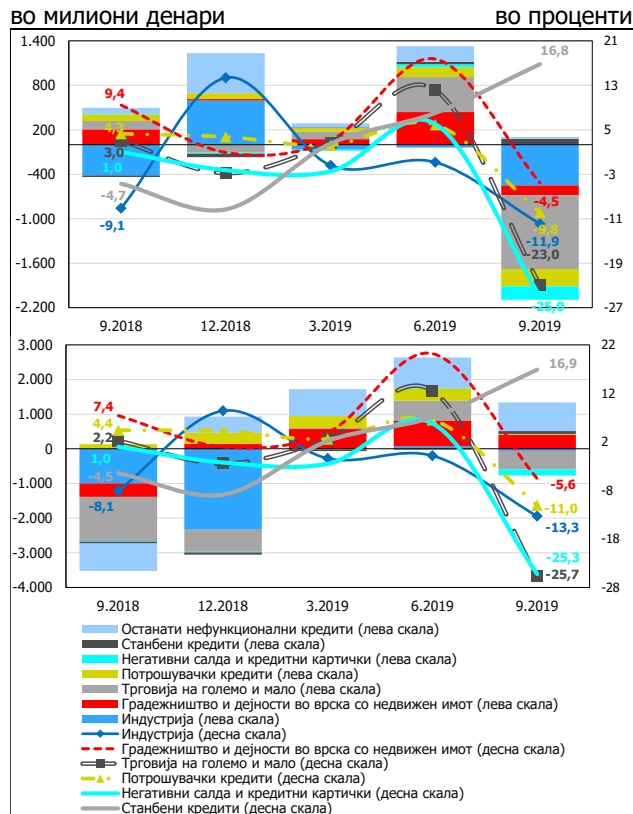 во милиони денари во проценти
1.400 21
9,4 16,8
800 13
4,3
200 5
3,0
-400 -3
1,0
-4,7 -4,5
-1.000 -11
-9,1 -9,8
-11,9
-1.600 -19
-23,0
-2.200 -27
-25,8
9.2018 12.2018 3.2019 6.2019 9.2019
3.000 22
16,9
2.000 12
7,4
1.000 4,4
2,2 2
0
1,0
-4,5 -5,6
-1.000 -8
-8,1 -11,0
-2.000 -13,3
-18
-3.000 -25,3
-25,7
-4.000 -28
9.2018 12.2018 3.2019 6.2019 9.2019
Останати нефункционални кредити (лева скала)
Станбени кредити (лева скала)
Негативни салда и кредитни картички (лева скала)
Потрошувачки кредити (лева скала)
Трговија на големо и мало (лева скала)
Градежништво и дејности во врска со недвижен имот (лева скала)
Индустрија (лева скала)
Индустрија (десна скала)
Градежништво и дејности во врска со недвижен имот (десна скала)
Трговија на големо и мало (десна скала)
Потрошувачки кредити (десна скала)
Негативни салда и кредитни картички (десна скала)
Станбени кредити (десна скала)